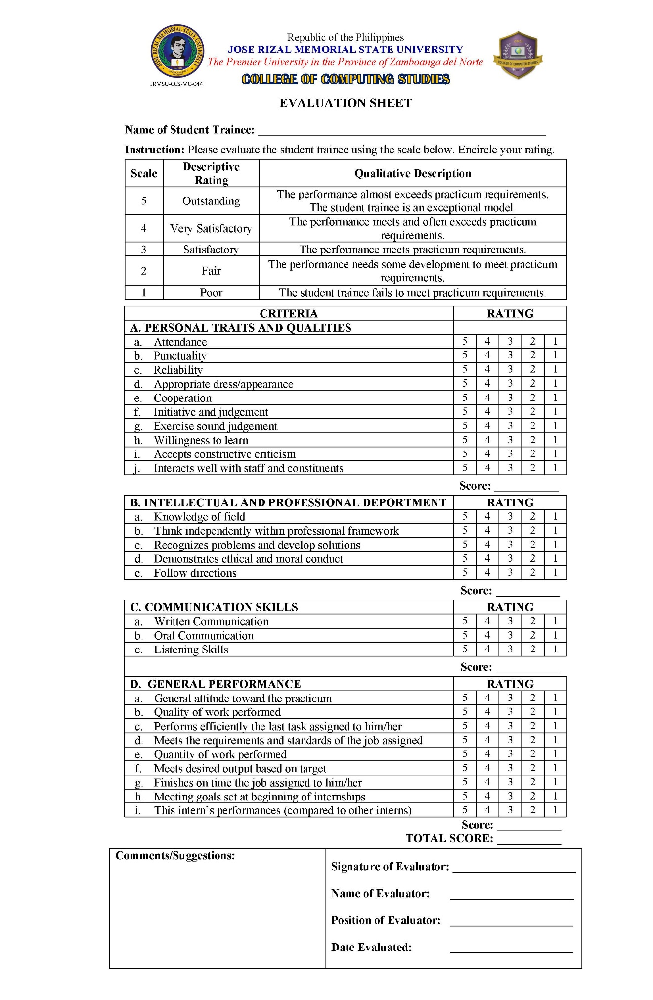 JOSE RIZAL MEMORIAL STATE UNIVERSITY
JRMSU-CCS-MC-044
Republic of the Philippines
JOSE RIZAL MEMORIAL STATE UNIVERSITY
The Premier University in the Province of Zamboanga del Norte
COLLEGE OF COMPUTING STUDIES
COLLEGE OF COMPUTER STUDIES
EVALUATION SHEET
Name of Student Trainee:
Instruction: Please evaluate the student trainee using the scale below. Encircle your rating.
Scale Descriptive Rating Qualitative Description
5 Outstanding The performance almost exceeds practicum requirements.
The student trainee is an exceptional model.
4 Very Satisfactory The performance meets and often exceeds practicum
requirements.
3 Satisfactory The performance meets practicum requirements.
2 Fair The performance needs some development to meet practicum
requirements.
1 Poor The student trainee fails to meet practicum requirements.
CRITERIA RATING
A. PERSONAL TRAITS AND QUALITIES
a. Attendance 5 4 3 2 1
b. Punctuality 5 4 3 2 1
c. Reliability 5 4 3 2 1
d. Appropriate dress/appearance 5 4 3 2 1
e. Cooperation 5 4 3 2 1
f. Initiative and judgement 5 4 3 2 1
g. Exercise sound judgement 5 4 3 2 1
h. Willingness to learn 5 4 3 2 1
i. Accepts constructive criticism 5 4 3 2 1
j. Interacts well with staff and constituents 5 4 3 2 1
Score:
B. INTELLECTUAL AND PROFESSIONAL DEPORTMENT RATING
a. Knowledge of field 5 4 3 2 1
b. Think independently within professional framework 5 4 3 2 1
c. Recognizes problems and develop solutions 5 4 3 2 1
d. Demonstrates ethical and moral conduct 5 4 3 2 1
e. Follow directions 5 4 3 2 1
Score:
C. COMMUNICATION SKILLS RATING
a. Written Communication 5 4 3 2 1
b. Oral Communication 5 4 3 2 1
c. Listening Skills 5 4 3 2 1
Score:
D. GENERAL PERFORMANCE RATING
a. General attitude toward the practicum 5 4 3 2 1
b. Quality of work performed 5 4 3 2 1
c. Performs efficiently the last task assigned to him/her 5 4 3 2 1
d. Meets the requirements and standards of the job assigned 5 4 3 2 1
e. Quantity of work performed 5 4 3 2 1
f. Meets desired output based on target 5 4 3 2 1
g. Finishes on time the job assigned to him/her 5 4 3 2 1
h. Meeting goals set at beginning of internships 5 4 3 2 1
i. This intern’s performances (compared to other interns) 5 4 3 2 1
Score:
TOTAL SCORE:
Comments/Suggestions:
Signature of Evaluator:
Name of Evaluator:
Position of Evaluator:
Date Evaluated: